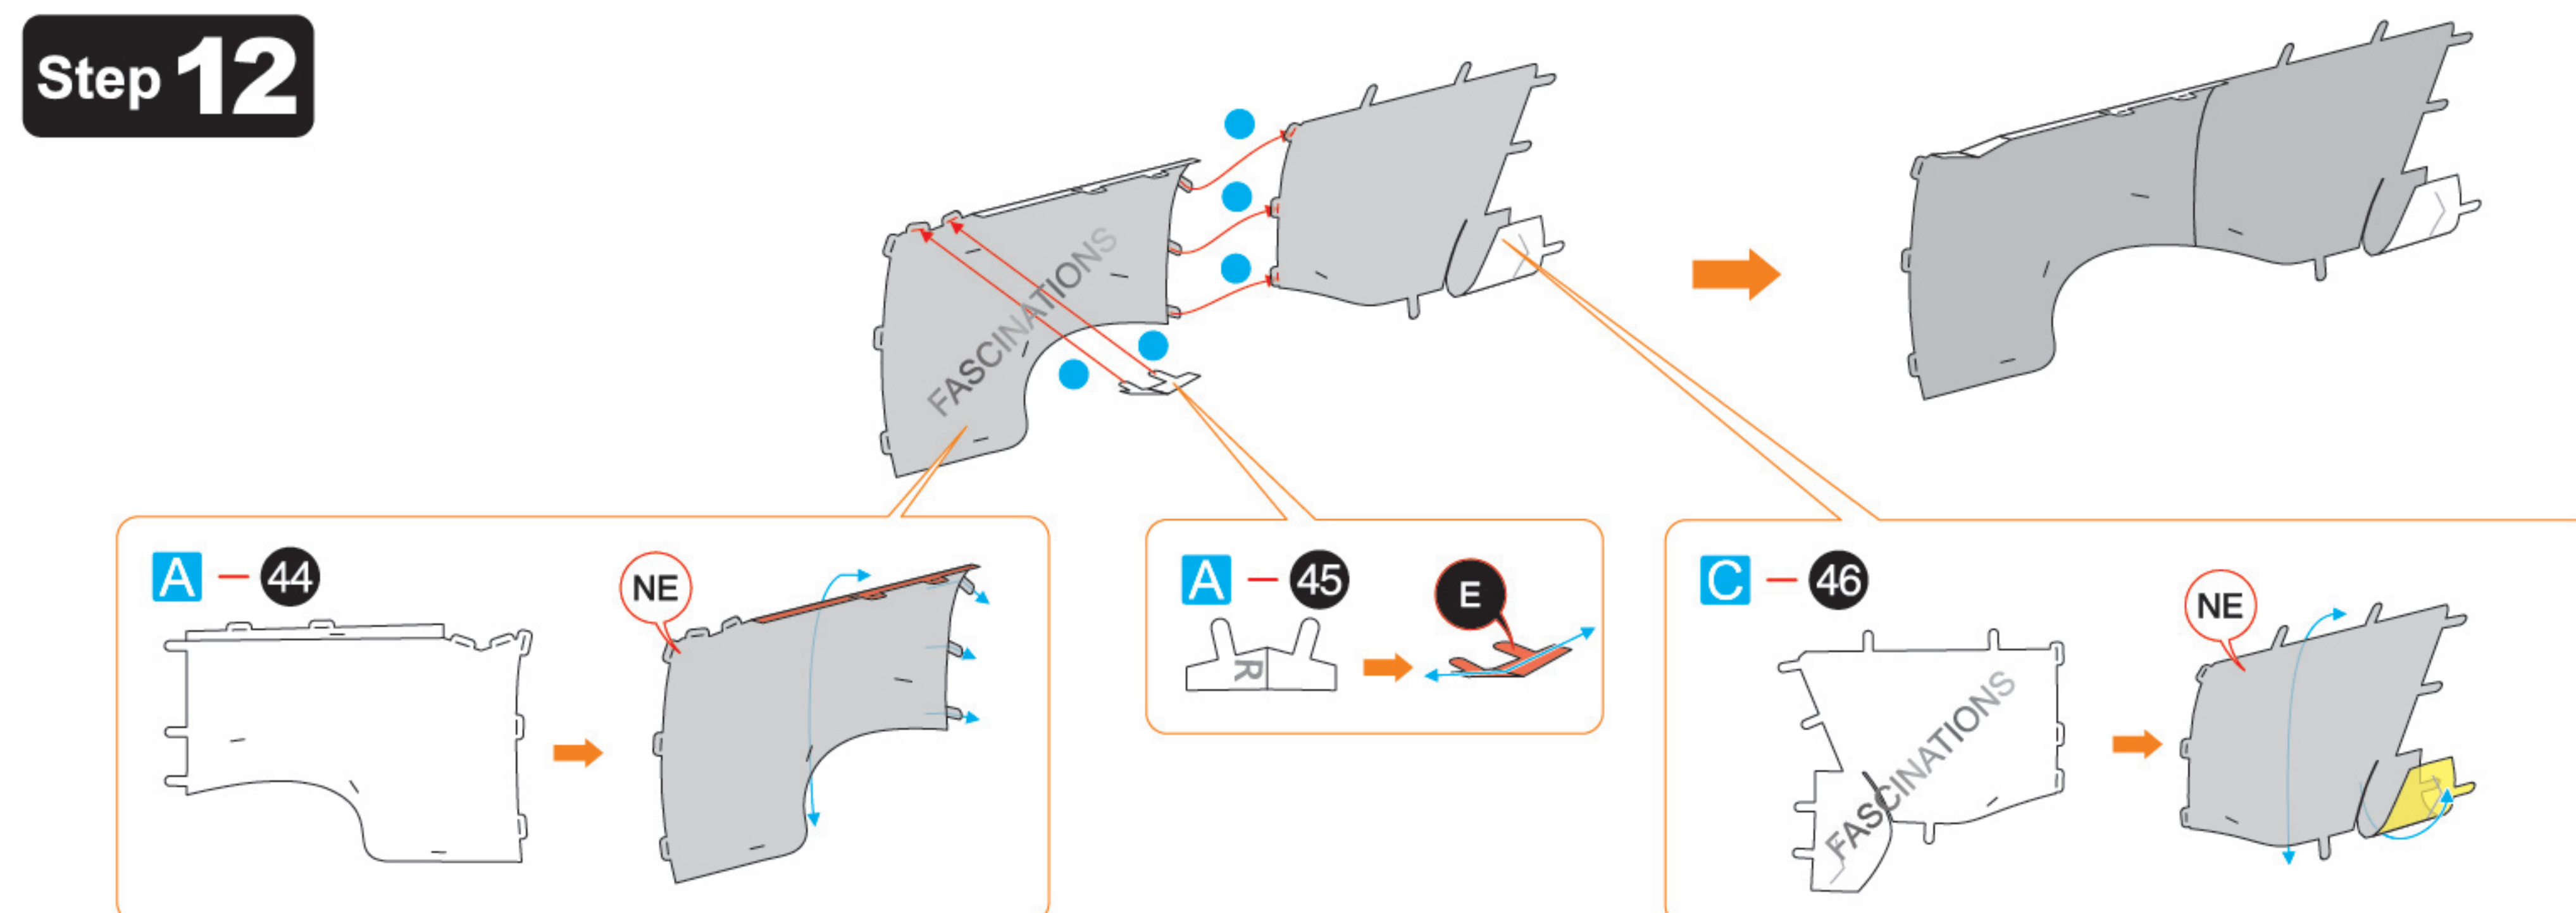 Step 12
FASCINATIONS
A - 44
NE
A - 45
E
R
C - 46
NE
FASCINATIONS